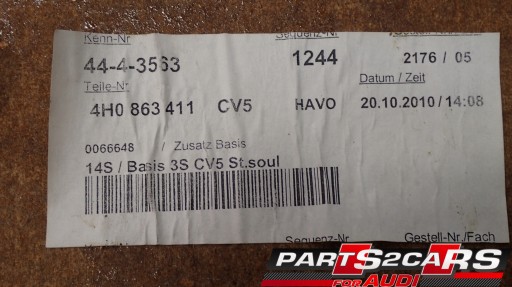 Kenn-Nr Sequenz-Nr
44-4-3563 1244 2176 / 05
Teile-Nr. Datum / Zeit
4H0 863 411 CV5 HAVO 20.10.2010 / 14:08
0066648 / Zusatz Basis
14S / Basis 3S CV5 St.soul
Sequenz-Nr Gestell-Nr./Fach
PARTS2CARS
FOR AUDI